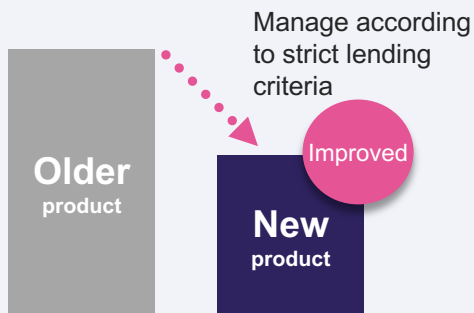 Manage according
to strict lending
criteria
Improved
Older
product
New
product